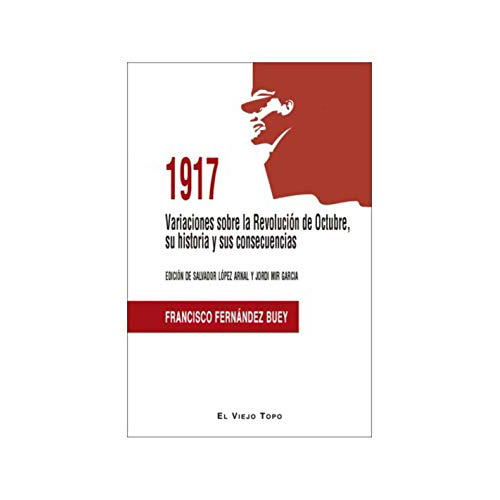 1917
Variaciones sobre la Revolución de Octubre,
su historia y sus consecuencias
EDICIÓN DE SALVADOR LÓPEZ ARNAL Y JORDI MIR GARCIA
FRANCISCO FERNÁNDEZ BUEY
EL VIEJO TOPO